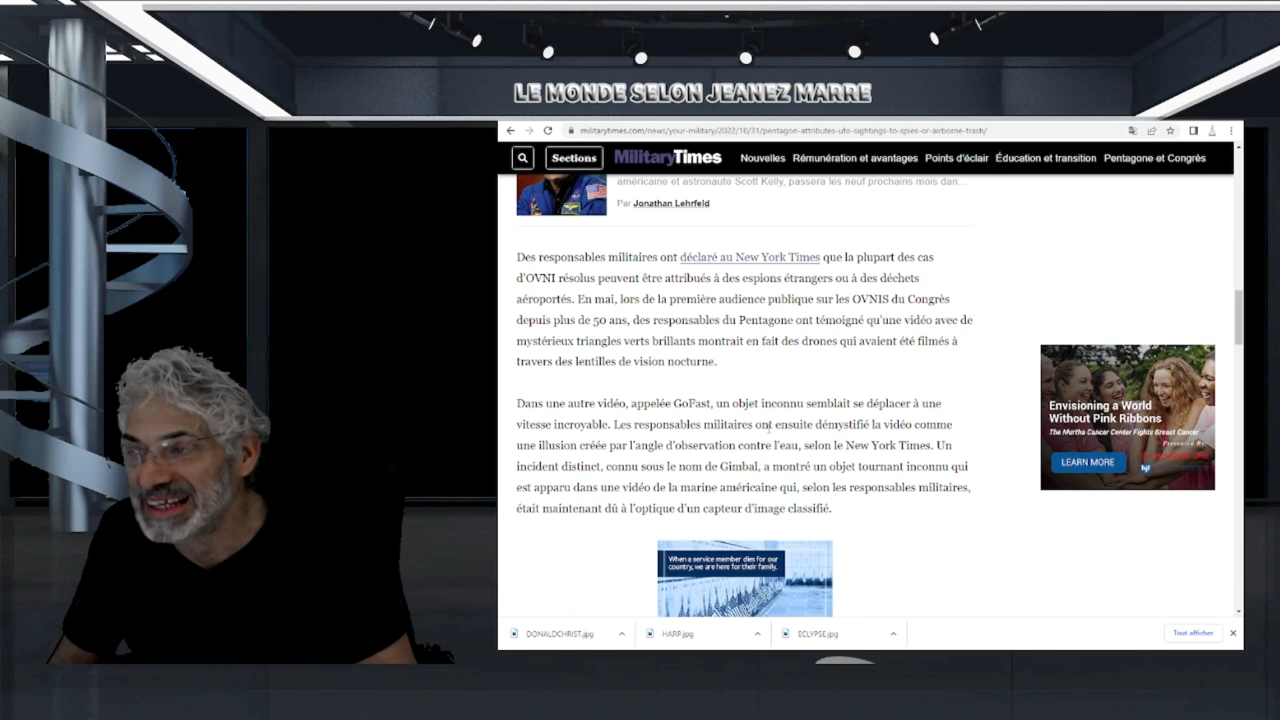 LE MONDE SELON JEANEZ MARRE
militarytimes.com/news/your-military/2022/10/31/pentagon-attributes-ufo-sightings-to-spies-or-airborne-trash/
Sections
MilitaryTimes
Nouvelles Rémunération et avantages Points d'éclair Éducation et transition Pentagone et Congrès
américaine et astronaute Scott Kelly, passera les neuf prochains mois dan...
Par Jonathan Lehrfeld
Des responsables militaires ont déclaré au New York Times que la plupart des cas
d'OVNI résolus peuvent être attribués à des espions étrangers ou à des déchets
aéroportés. En mai, lors de la première audience publique sur les OVNIS du Congrès
depuis plus de 50 ans, des responsables du Pentagone ont témoigné qu'une vidéo avec de
mystérieux triangles verts brillants montrait en fait des drones qui avaient été filmés à
travers des lentilles de vision nocturne.
Dans une autre vidéo, appelée GoFast, un objet inconnu semblait se déplacer à une
vitesse incroyable. Les responsables militaires ont ensuite démystifié la vidéo comme
une illusion créée par l'angle d'observation contre l'eau, selon le New York Times. Un
incident distinct, connu sous le nom de Gimbal, a montré un objet tournant inconnu qui
est apparu dans une vidéo de la marine américaine qui, selon les responsables militaires,
était maintenant dû à l'optique d'un capteur d'image classifié.
Envisioning a World
Without Pink Ribbons
The Murtha Cancer Center Fights Breast Cancer
Presented By:
LEARN MORE
hjf
When a service member dies for our
country, we are here for their family.
DONALDCHRIST.jpg
HARP.jpg
ECLYPSE.jpg
Tout afficher